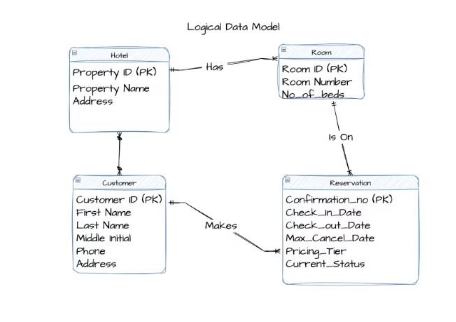 Logical Data Model
Hotel
Property ID (PK)
Property Name
Address
Has
Room
Room ID (PK)
Room Number
No_of_beds
Is On
Customer
Customer ID (PK)
First Name
Last Name
Middle Initial
Phone
Address
Makes
Reservation
Confirmation_no (PK)
Check_In_Date
Check_out_Date
Max_Cancel_Date
Pricing_Tier
Current_Status